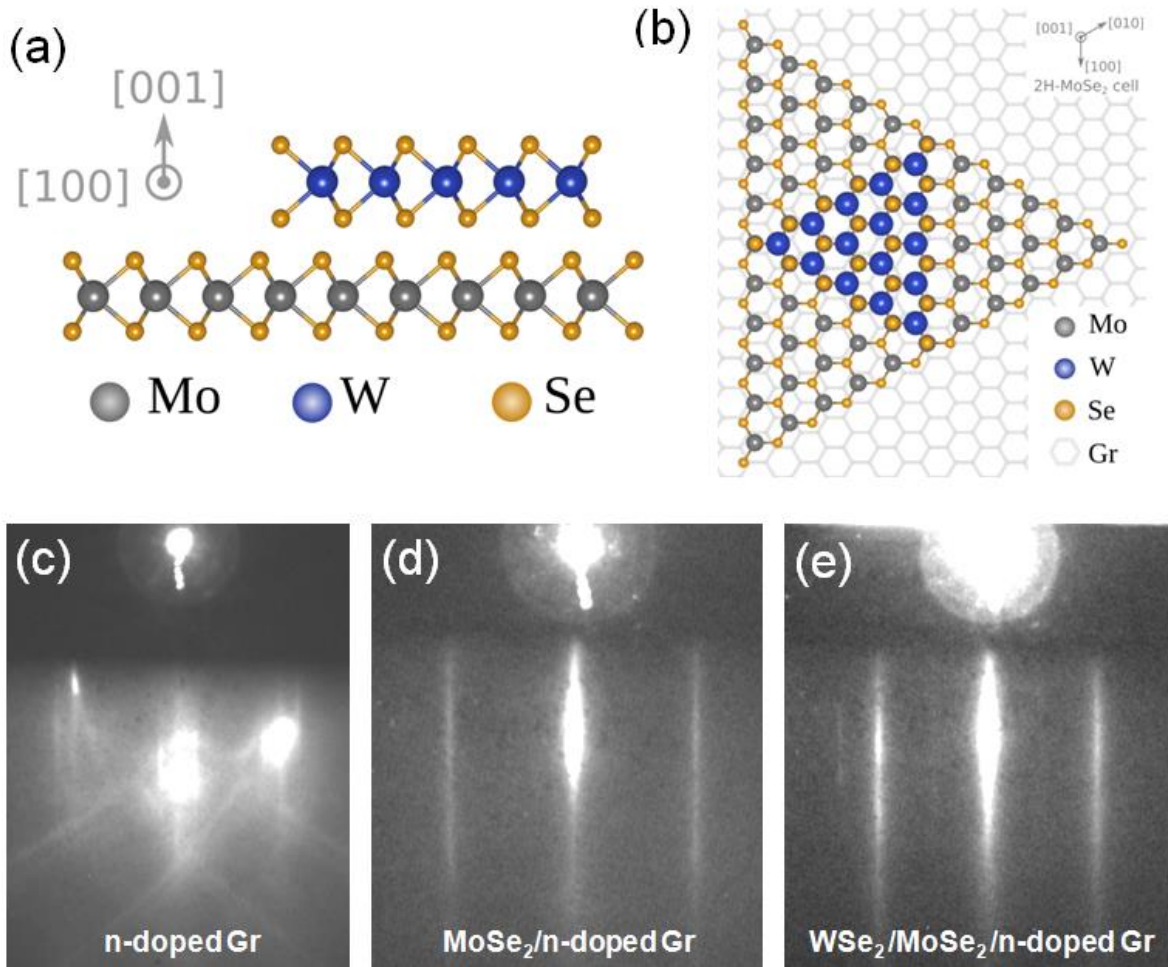 (a)
[001]
[100]
Mo W Se
(b)
[001] [010]
[100]
2H-MoSe₂ cell
Mo
W
Se
Gr
(c)
n-doped Gr
(d)
MoSe₂/n-doped Gr
(e)
WSe₂/MoSe₂/n-doped Gr